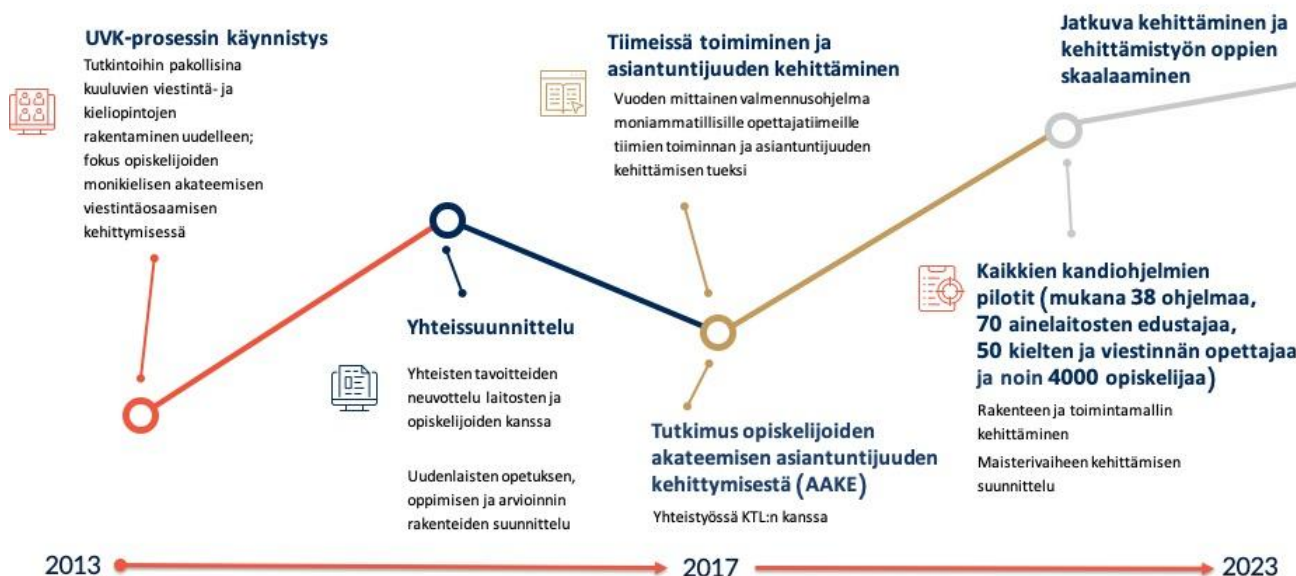 UVK-prosessin käynnistys
Tutkintoihin pakollisina
kuuluvien viestintä- ja
kieliopintojen
rakentaminen uudelleen;
fokus opiskelijoiden
monikielisen akateemisen
viestintäosaamisen
kehittymisessä
Yhteissuunnittelu
Yhteisten tavoitteiden
neuvottelu laitosten ja
opiskelijoiden kanssa
Uudenlaisten opetuksen,
oppimisen ja arvioinnin
rakenteiden suunnittelu
Tiimeissä toimiminen ja
asiantuntijuuden kehittäminen
Vuoden mittainen valmennusohjelma
moniammatillisille opettajatiimeille
tiimien toiminnan ja asiantuntijuuden
kehittämisen tueksi
Tutkimus opiskelijoiden
akateemisen asiantuntijuuden
kehittymisestä (AAKE)
Yhteistyössä KTL:n kanssa
Jatkuva kehittäminen ja
kehittämistyön oppien
skaalaaminen
Kaikkien kandiohjelmien
pilotit (mukana 38 ohjelmaa,
70 ainelaitosten edustajaa,
50 kielten ja viestinnän opettajaa
ja noin 4000 opiskelijaa)
Rakenteen ja toimintamallin
kehittäminen
Maisterivaiheen kehittämisen
suunnittelu
2013
2017
2023